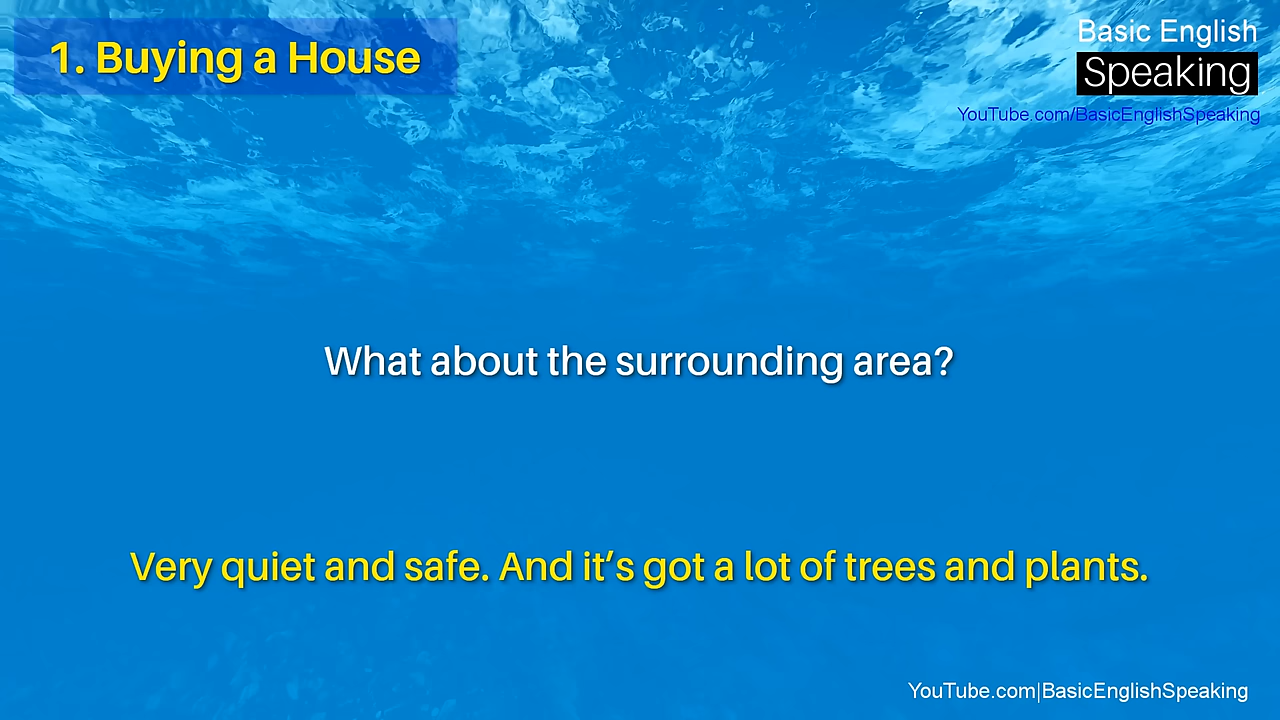 1. Buying a House
Basic English
Speaking
YouTube.com/BasicEnglishSpeaking
What about the surrounding area?
Very quiet and safe. And it’s got a lot of trees and plants.
YouTube.com|BasicEnglishSpeaking